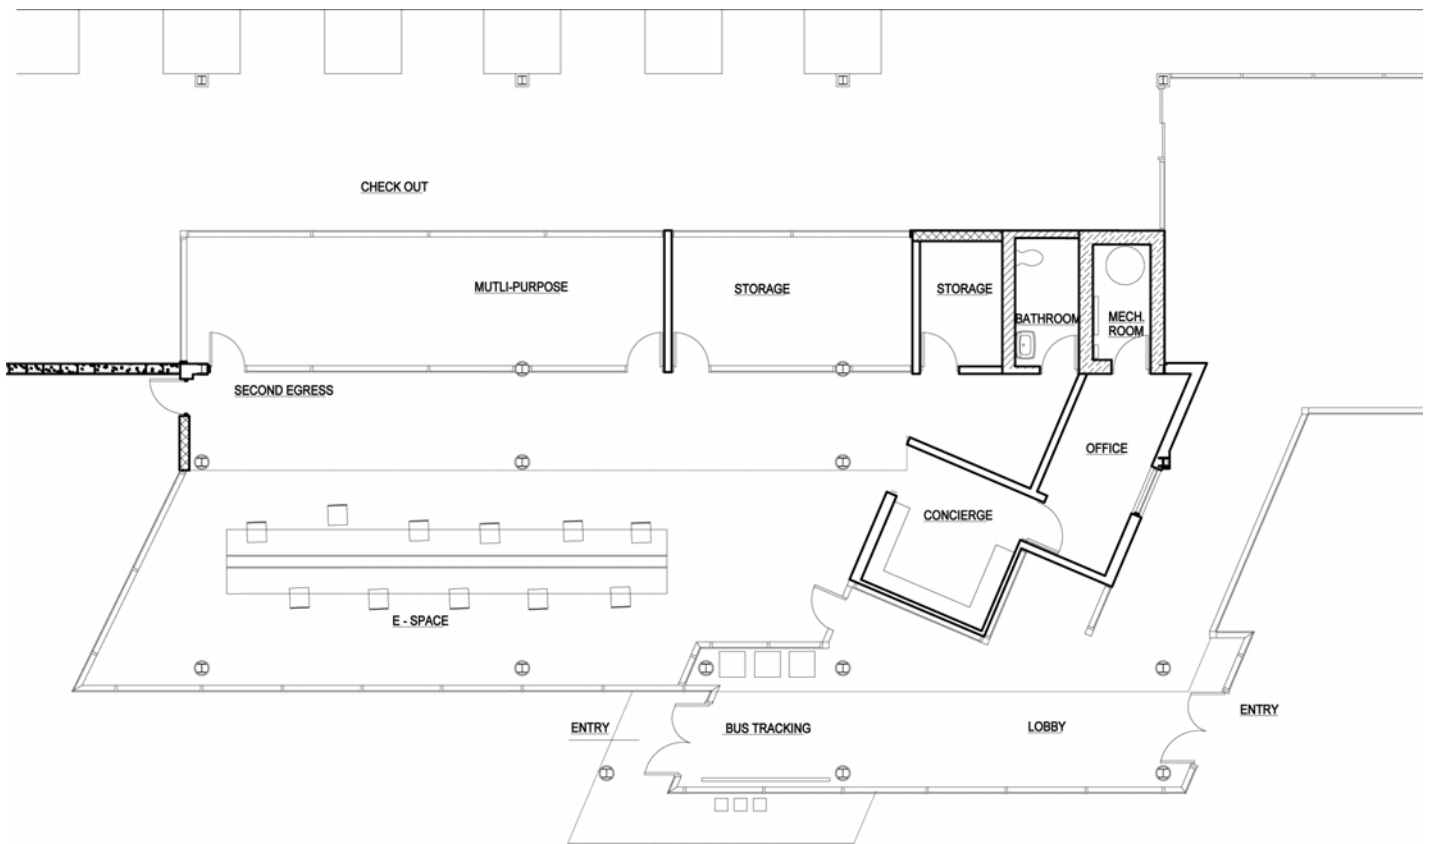 CHECK OUT
MUTLI-PURPOSE
STORAGE
STORAGE
BATHROOM
MECH.
ROOM
SECOND EGRESS
OFFICE
CONCIERGE
E - SPACE
ENTRY
BUS TRACKING
LOBBY
ENTRY